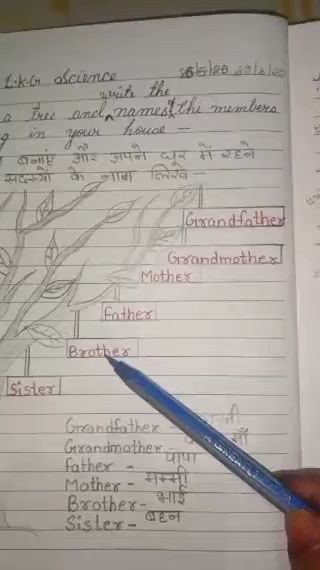 L.K.G Science
write the
a tree and names of the members
g in your house -
बनाएं और अपने घर में रहने
सदस्यों के नाम लिखें -
Grandfather
Grandmother
Mother
Father
Brother
Sister
Grandfather -
Grandmother -
Father - पापा
Mother - मम्मी
Brother - भाई
Sister - बहन